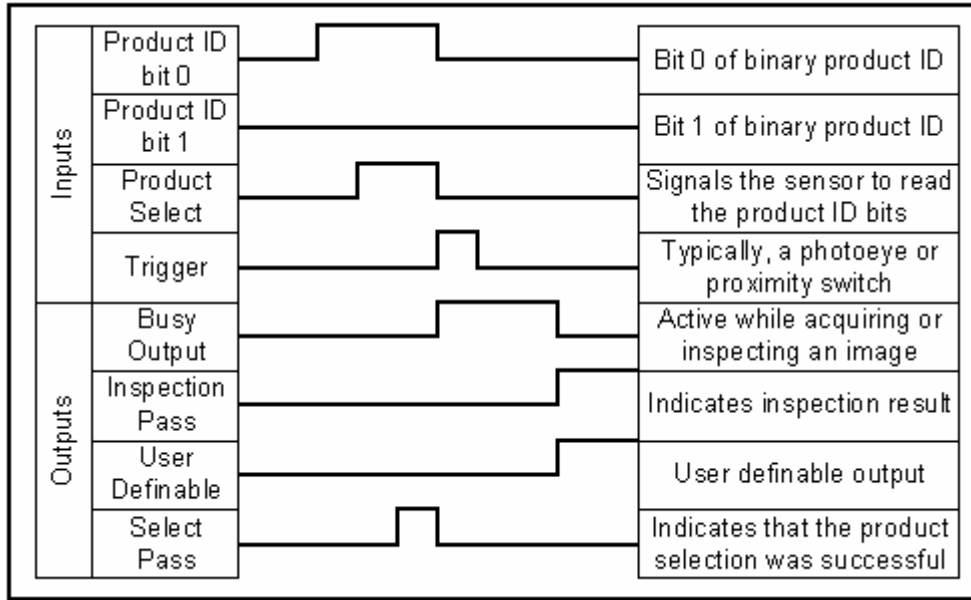 Inputs
Product ID
bit 0
Bit 0 of binary product ID
Product ID
bit 1
Bit 1 of binary product ID
Product
Select
Signals the sensor to read
the product ID bits
Trigger
Typically, a photoeye or
proximity switch
Outputs
Busy
Output
Active while acquiring or
inspecting an image
Inspection
Pass
Indicates inspection result
User
Definable
User definable output
Select
Pass
Indicates that the product
selection was successful